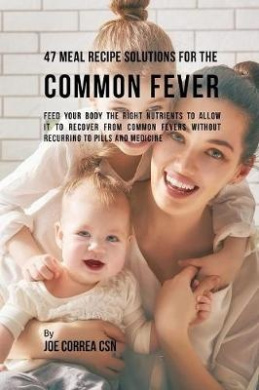 47 MEAL RECIPE SOLUTIONS FOR THE
COMMON FEVER
FEED YOUR BODY THE RIGHT NUTRIENTS TO ALLOW
IT TO RECOVER FROM COMMON FEVERS WITHOUT
RECURRING TO PILLS AND MEDICINE
By
JOE CORREA CSN